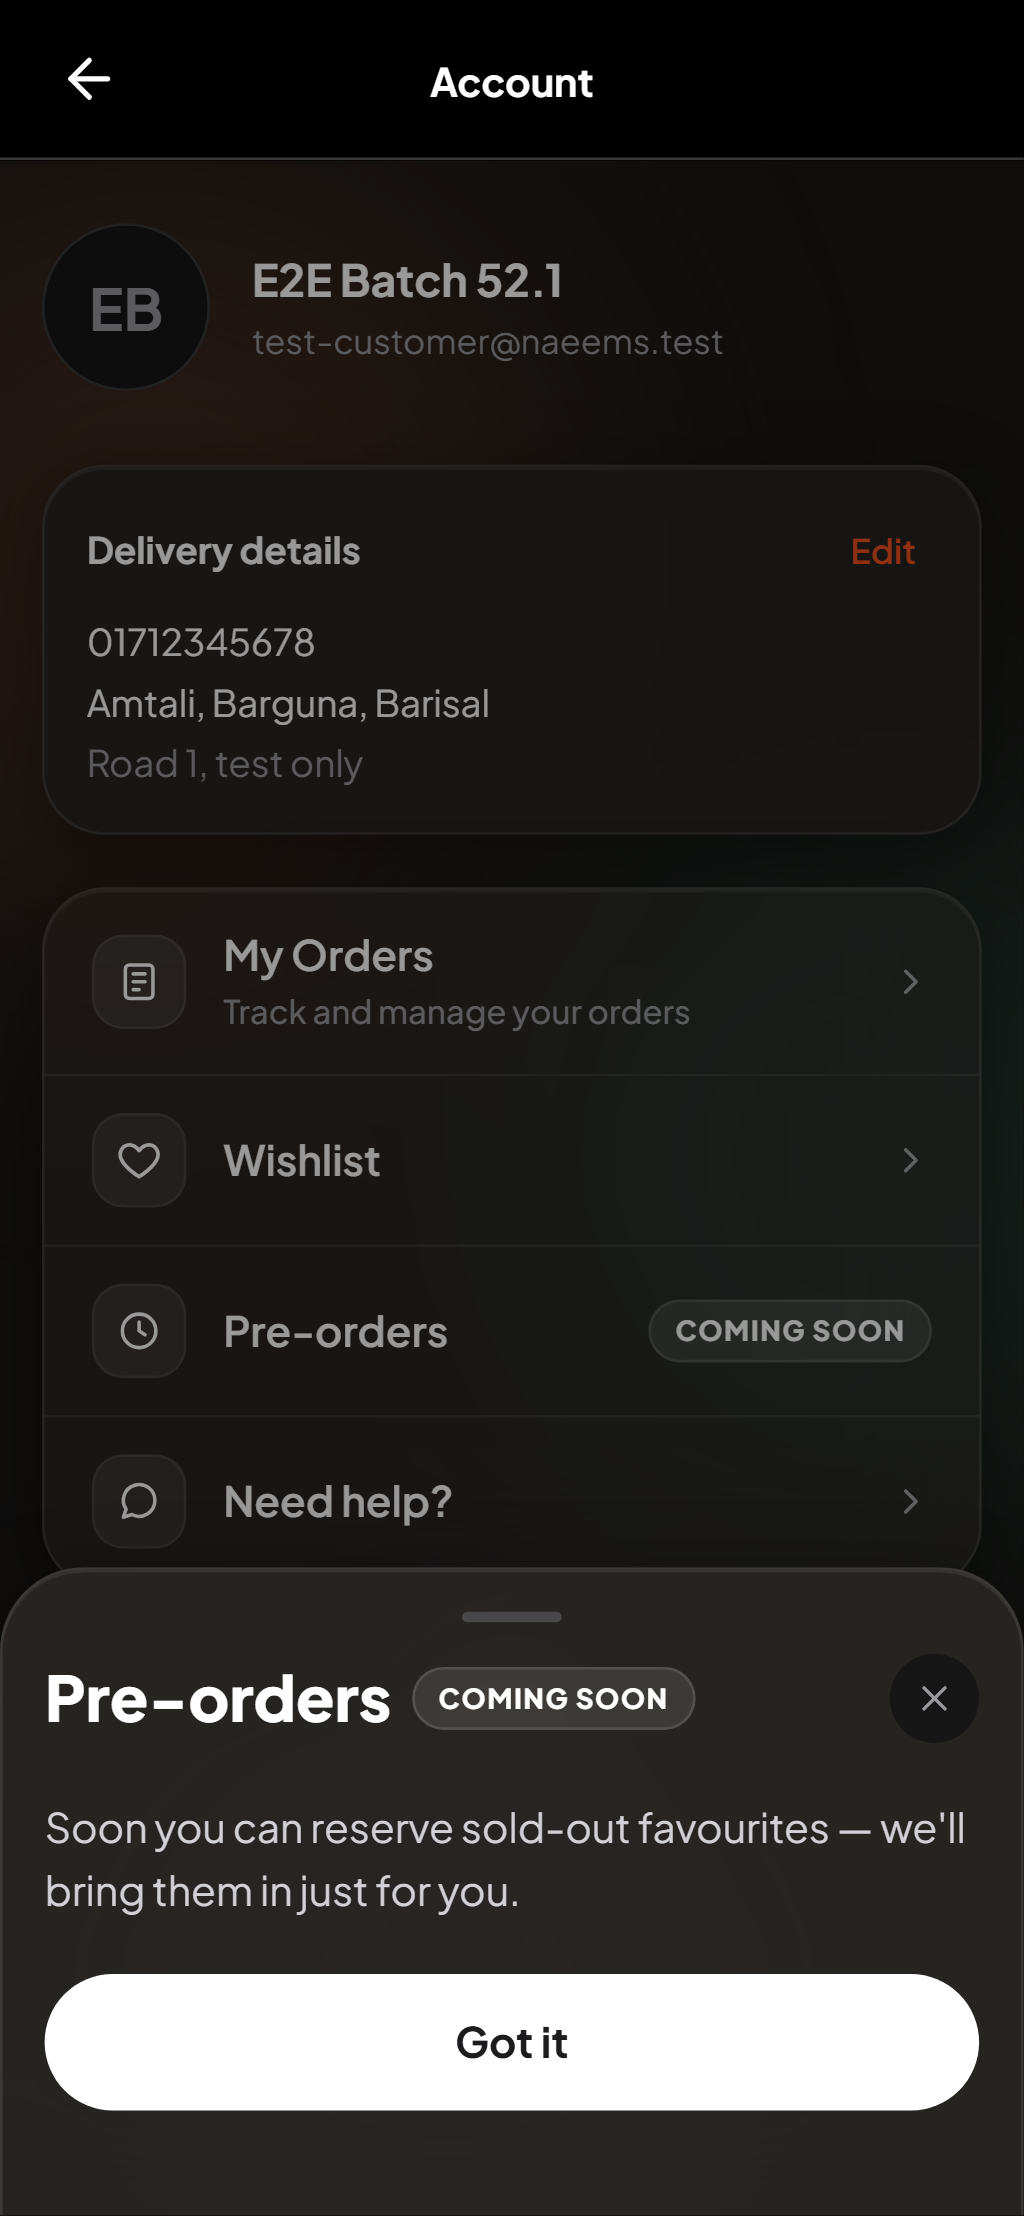 Account
EB
E2E Batch 52.1
test-customer@naeems.test
Delivery details
Edit
01712345678
Amtali, Barguna, Barisal
Road 1, test only
My Orders
Track and manage your orders
Wishlist
Pre-orders
COMING SOON
Need help?
Pre-orders
COMING SOON
Soon you can reserve sold-out favourites — we'll
bring them in just for you.
Got it